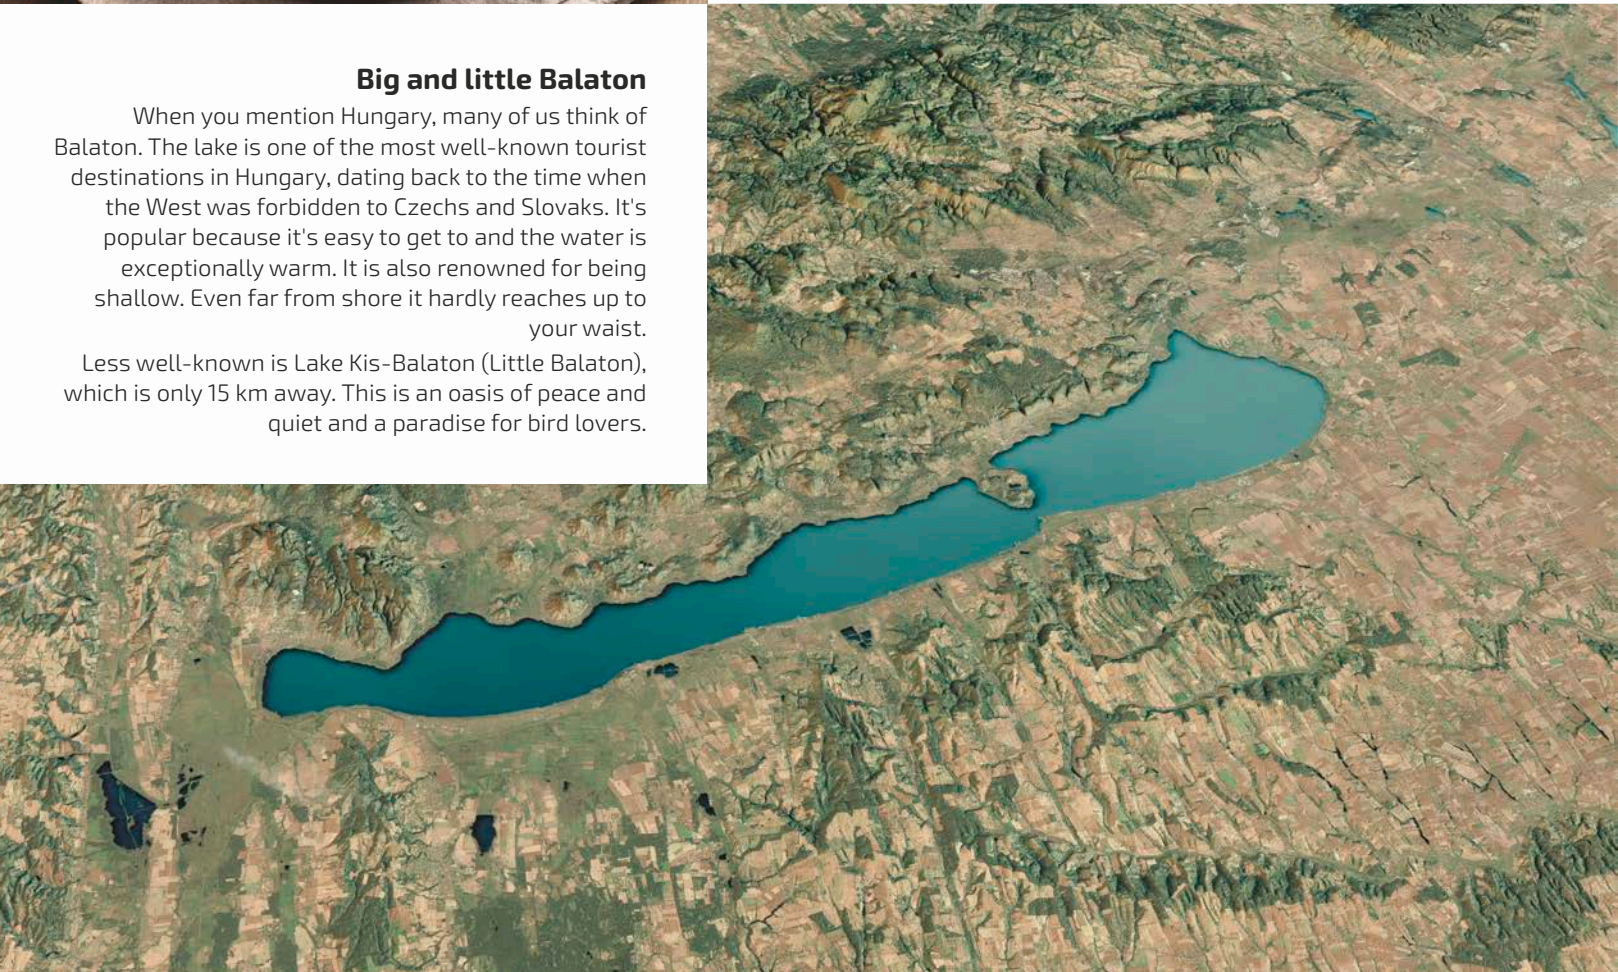 Big and little Balaton
When you mention Hungary, many of us think of
Balaton. The lake is one of the most well-known tourist
destinations in Hungary, dating back to the time when
the West was forbidden to Czechs and Slovaks. It's
popular because it's easy to get to and the water is
exceptionally warm. It is also renowned for being
shallow. Even far from shore it hardly reaches up to
your waist.
Less well-known is Lake Kis-Balaton (Little Balaton),
which is only 15 km away. This is an oasis of peace and
quiet and a paradise for bird lovers.